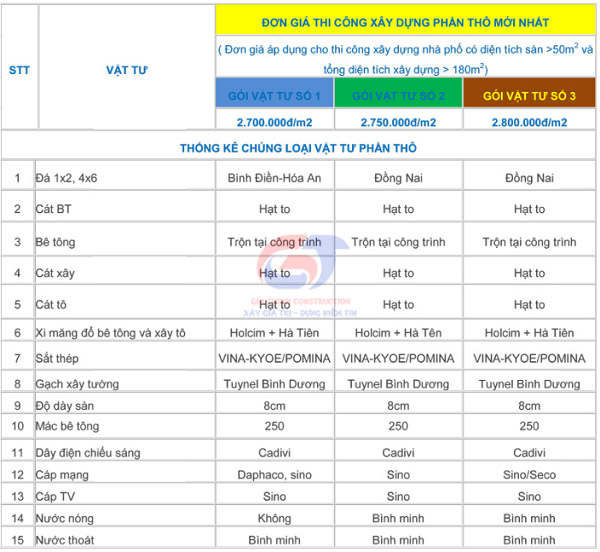 ĐƠN GIÁ THI CÔNG XÂY DỰNG PHẦN THÔ MỚI NHẤT
STT VẬT TƯ
( Đơn giá áp dụng cho thi công xây dựng nhà phố có diện tích sàn >50m2 và
tổng diện tích xây dựng > 180m2)
GÓI VẬT TƯ SỐ 1 GÓI VẬT TƯ SỐ 2 GÓI VẬT TƯ SỐ 3
2.700.000đ/m2 2.750.000đ/m2 2.800.000đ/m2
THỐNG KÊ CHỦNG LOẠI VẬT TƯ PHẦN THÔ
1 Đá 1x2, 4x6 Bình Điền-Hóa An Đồng Nai Đồng Nai
2 Cát BT Hạt to Hạt to Hạt to
3 Bê tông Trộn tại công trình Trộn tại công trình Trộn tại công trình
4 Cát xây Hạt to Hạt to Hạt to
5 Cát tô Hạt to Hạt to Hạt to
CONSTRUCTION
XÂY GIÁ TRỊ - DỰNG NIỀM TIN
6 Xi măng đổ bê tông và xây tô Holcim + Hà Tiên Holcim + Hà Tên Holcim + Hà Tiên
7 Sắt thép VINA-KYOE/POMINA VINA-KYOE/POMINA VINA-KYOE/POMINA
8 Gạch xây tường Tuynel Bình Dương Tuynel Bình Dương Tuynel Bình Dương
9 Độ dày sàn 8cm 8cm 8cm
10 Mác bê tông 250 250 250
11 Dây điện chiếu sáng Cadivi Cadivi Cadivi
12 Cáp mạng Daphaco, sino Sino Sino/Seco
13 Cáp TV Sino Sino Sino
14 Nước nóng Không Bình minh Bình minh
15 Nước thoát Bình minh Bình minh Bình minh